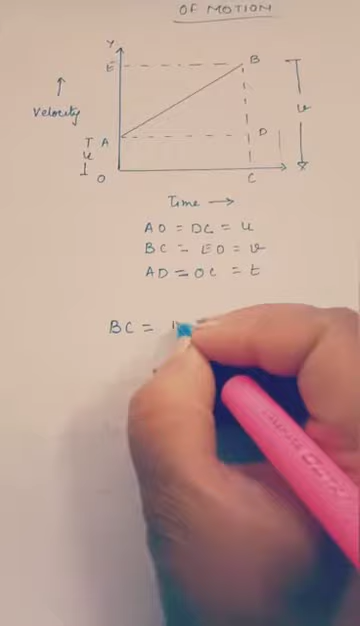 OF MOTION
Y
E
B
Velocity
v
T
A
D
u
O
C
Time
AO = DC = u
BC = EO = v
AD = OC = t
BC =